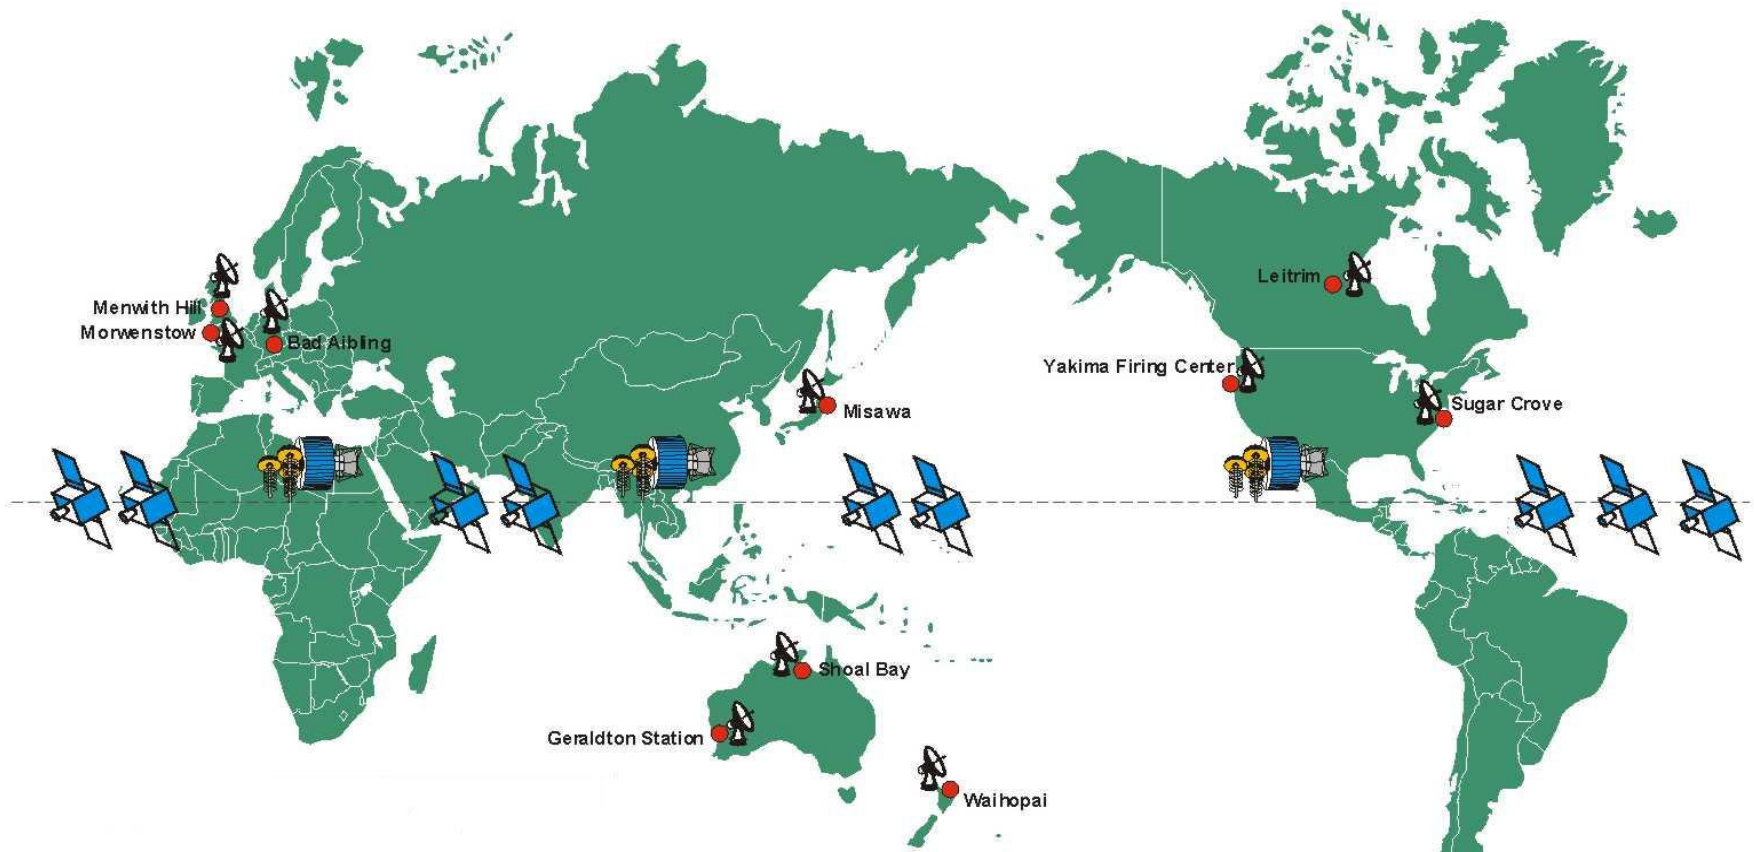 Leitrim
Menwith Hill
Morwenstow
Bad Aibling
Yakima Firing Center
Misawa
Sugar Crove
Shoal Bay
Geraldton Station
Waihopai